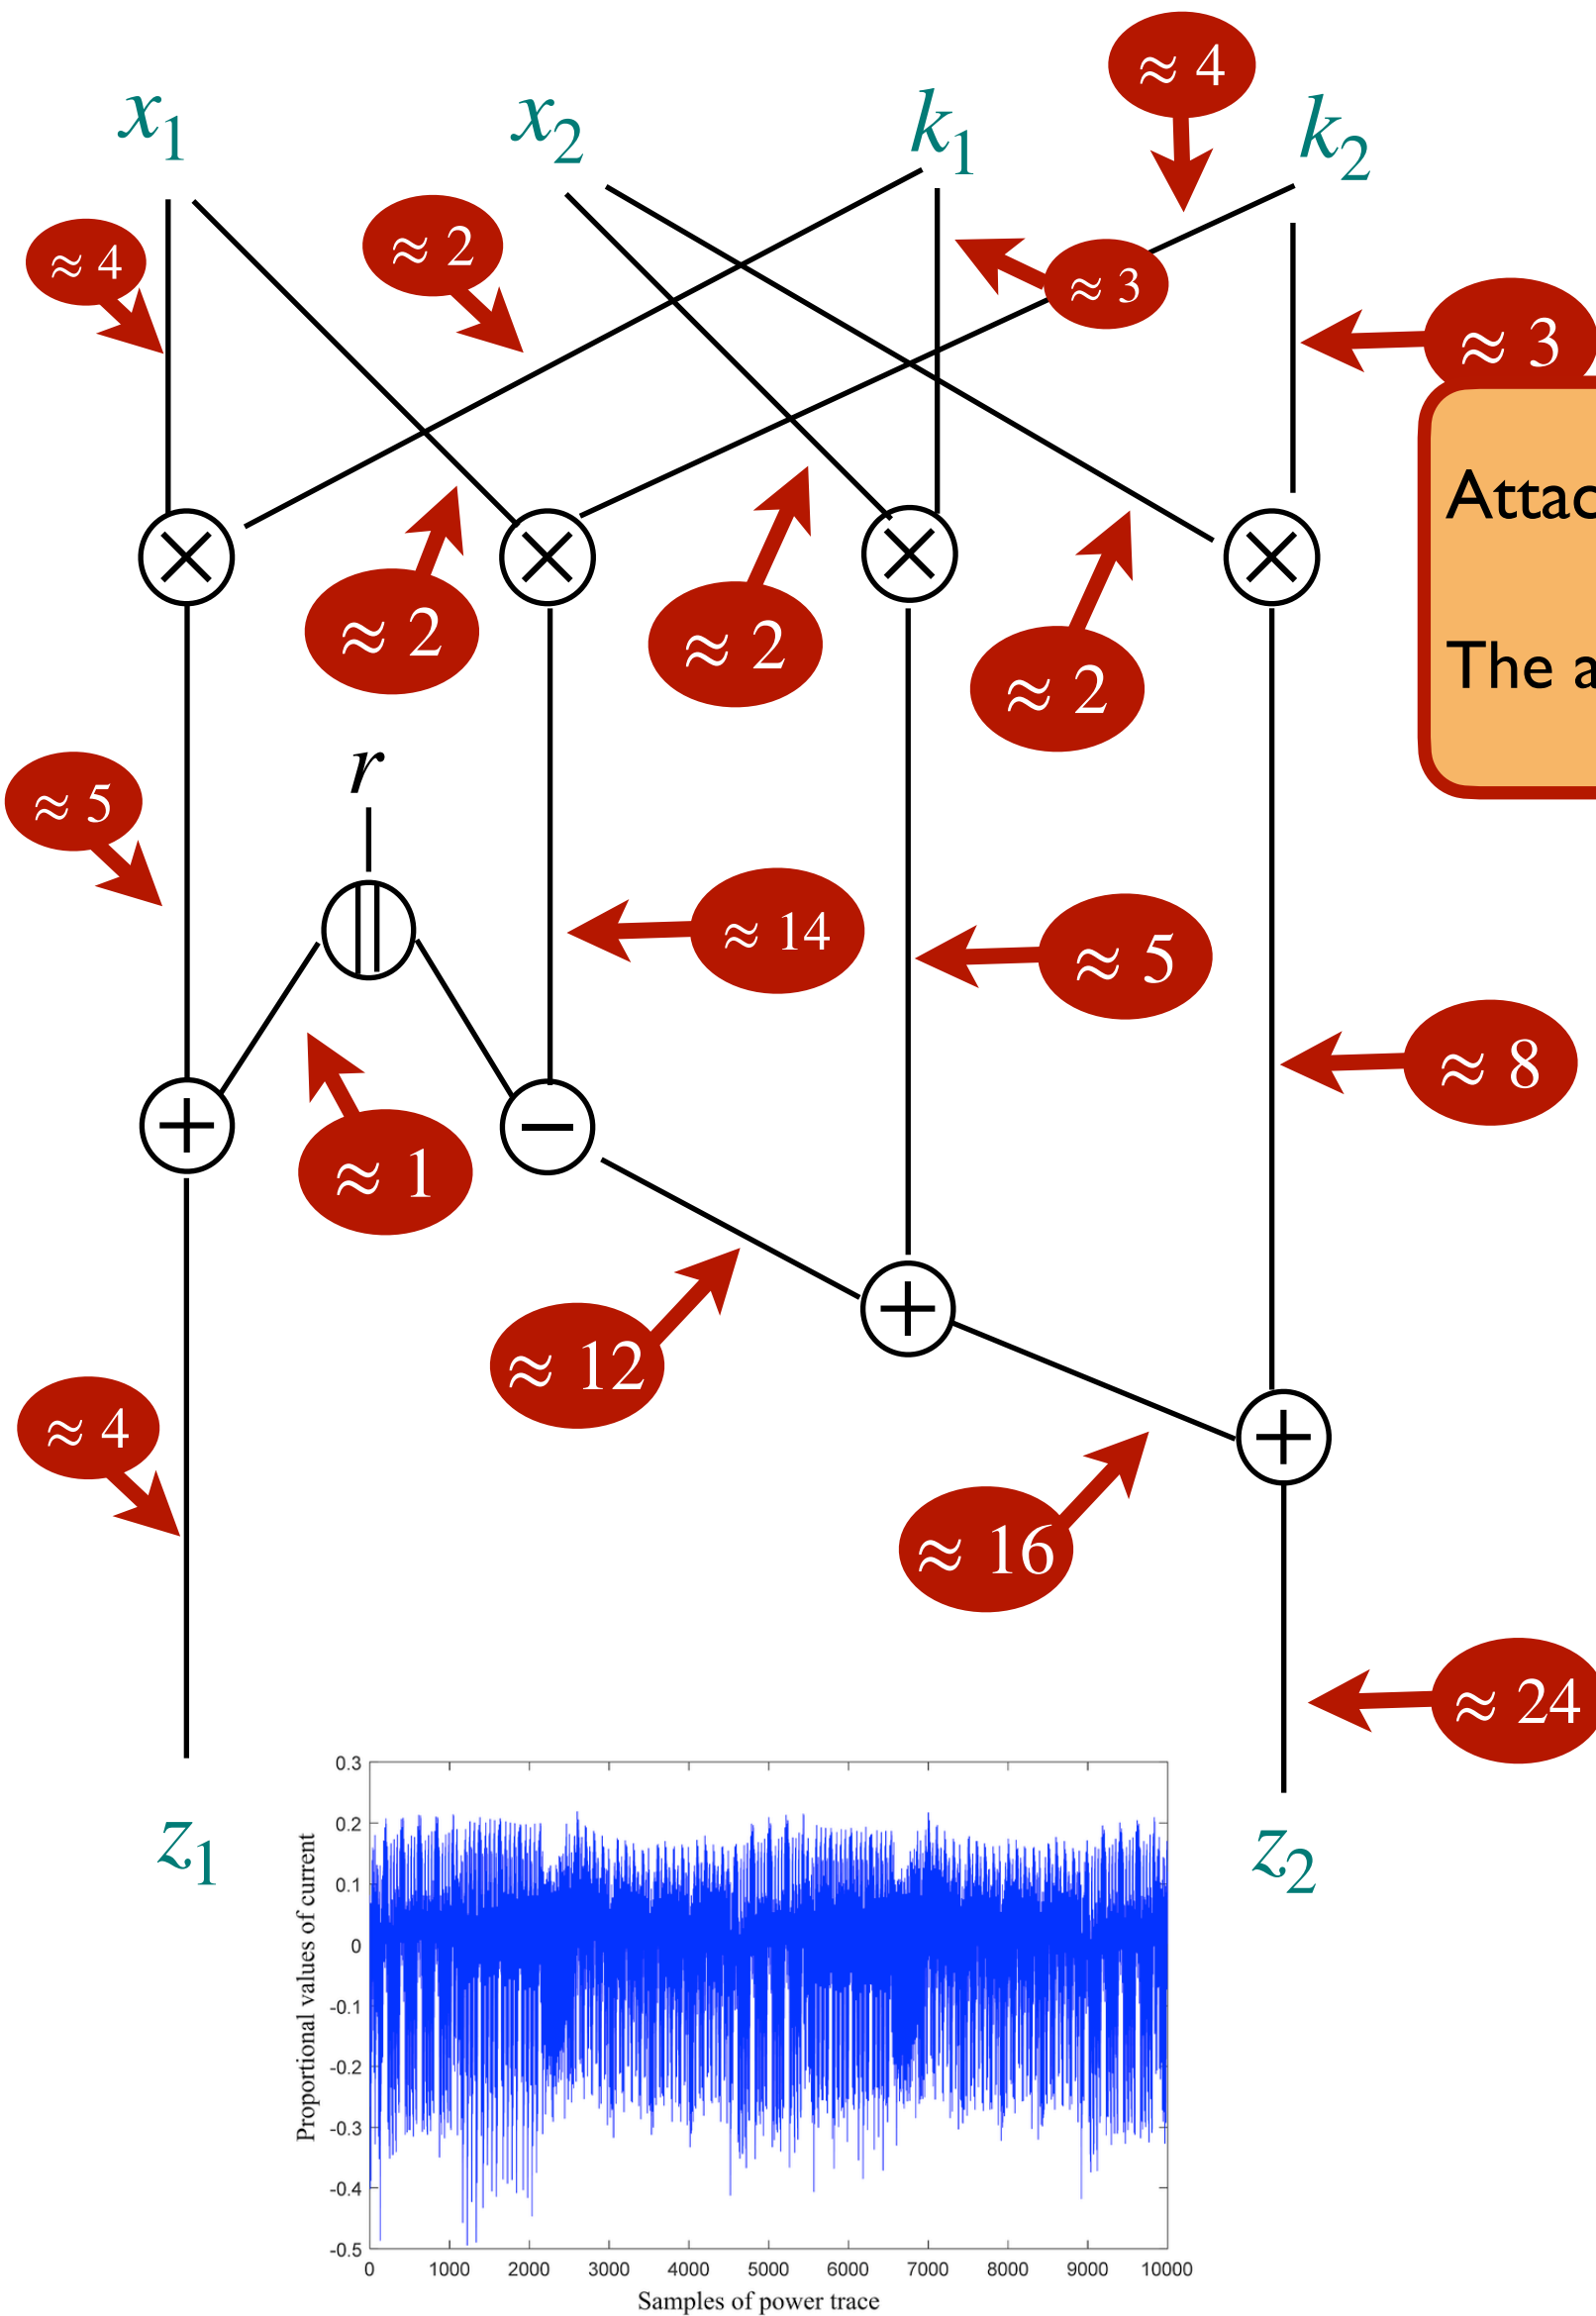 ≈ 4
x₁
x₂
k₁
k₂
≈ 4
≈ 2
≈ 3
≈ 3
Attac
The a
≈ 2
≈ 2
≈ 2
r
≈ 5
≈ 14
≈ 5
≈ 8
+
−
≈ 1
≈ 12
+
≈ 4
+
≈ 16
≈ 24
z₁
z₂
0.3
0.2
0.1
0
-0.1
-0.2
-0.3
-0.4
-0.5
Proportional values of current
0 1000 2000 3000 4000 5000 6000 7000 8000 9000 10000
Samples of power trace